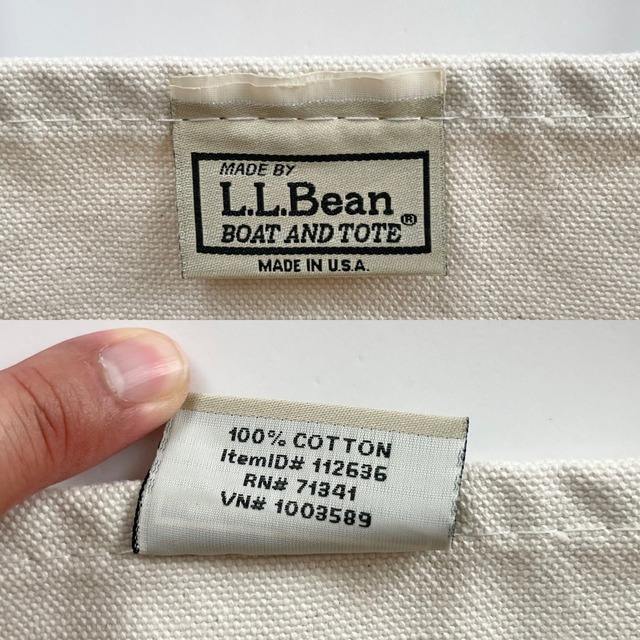 MADE BY
L.L.Bean®
BOAT AND TOTE
MADE IN U.S.A.
100% COTTON
ItemID# 112636
RN# 71341
VN# 1003589